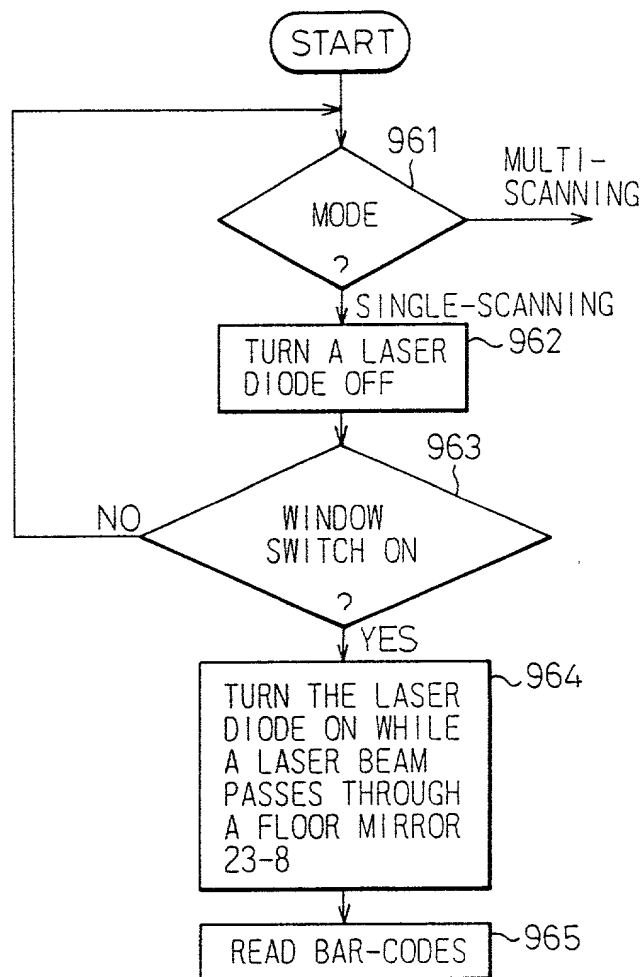 START
961
MULTI-
SCANNING
MODE
?
SINGLE-SCANNING
TURN A LASER
DIODE OFF
962
963
NO
WINDOW
SWITCH ON
?
YES
TURN THE LASER
DIODE ON WHILE
A LASER BEAM
PASSES THROUGH
A FLOOR MIRROR
23-8
964
READ BAR-CODES
965